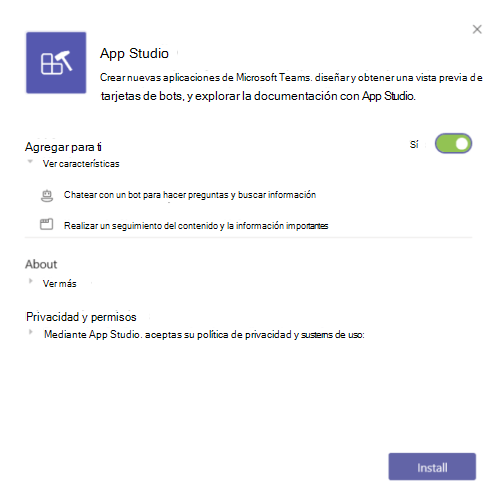 App Studio
Crear nuevas aplicaciones de Microsoft Teams. diseñar y obtener una vista previa de
tarjetas de bots, y explorar la documentación con App Studio.
Agregar para ti
Sí
Ver características
Chatear con un bot para hacer preguntas y buscar información
Realizar un seguimiento del contenido y la información importantes
About
Ver más
Privacidad y permisos
Mediante App Studio. aceptas su política de privacidad y sustems de uso:
Install